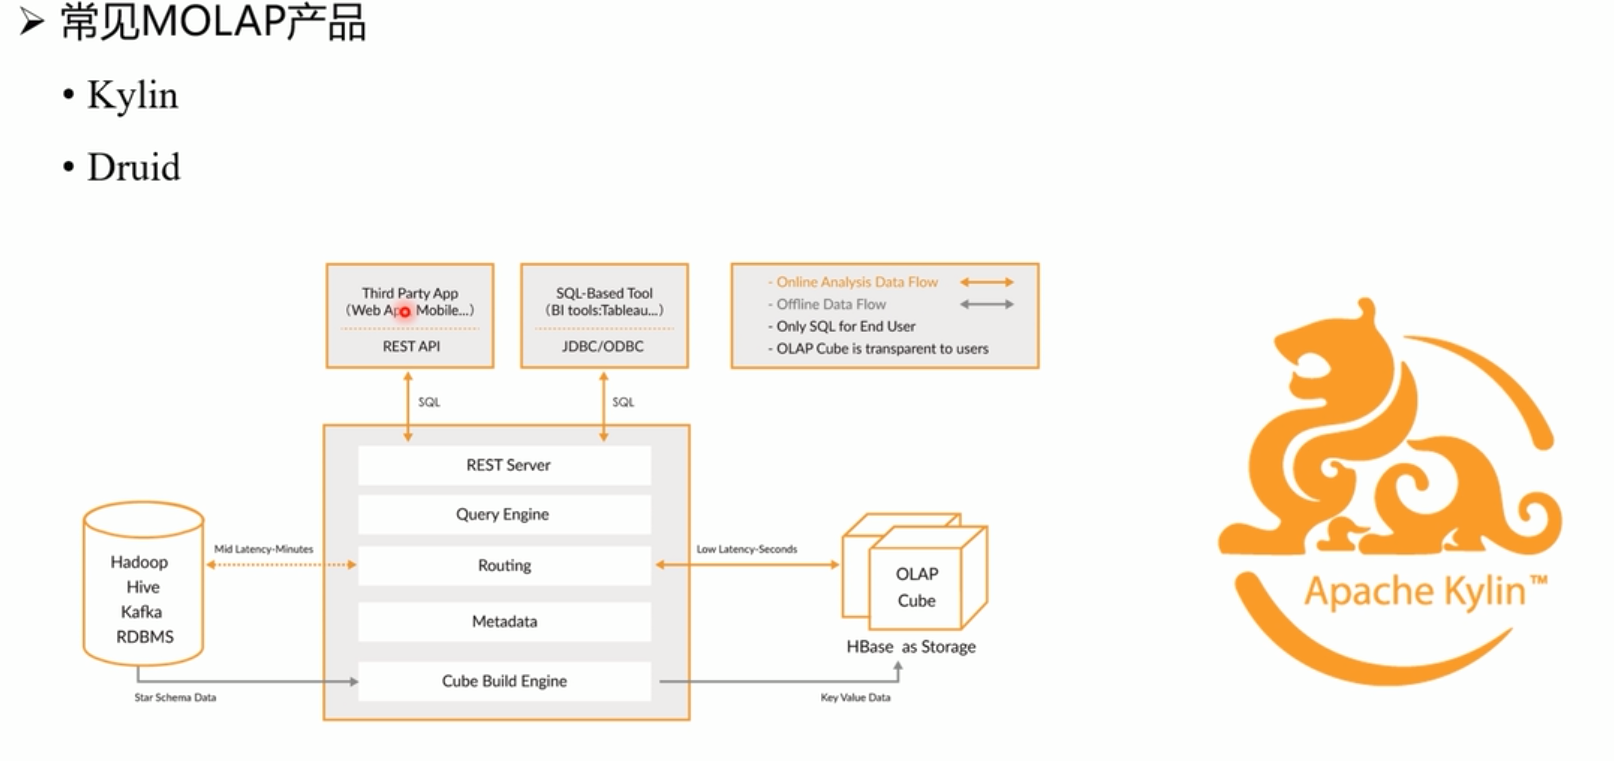 常见MOLAP产品
• Kylin
• Druid
Third Party App
(Web App Mobile...)
REST API
SQL-Based Tool
(BI tools:Tableau...)
JDBC/ODBC
- Online Analysis Data Flow
- Offline Data Flow
- Only SQL for End User
- OLAP Cube is transparent to users
SQL
SQL
REST Server
Query Engine
Routing
Metadata
Cube Build Engine
Hadoop
Hive
Kafka
RDBMS
Mid Latency-Minutes
Low Latency-Seconds
Star Schema Data
Key Value Data
OLAP
Cube
HBase as Storage
Apache Kylin™